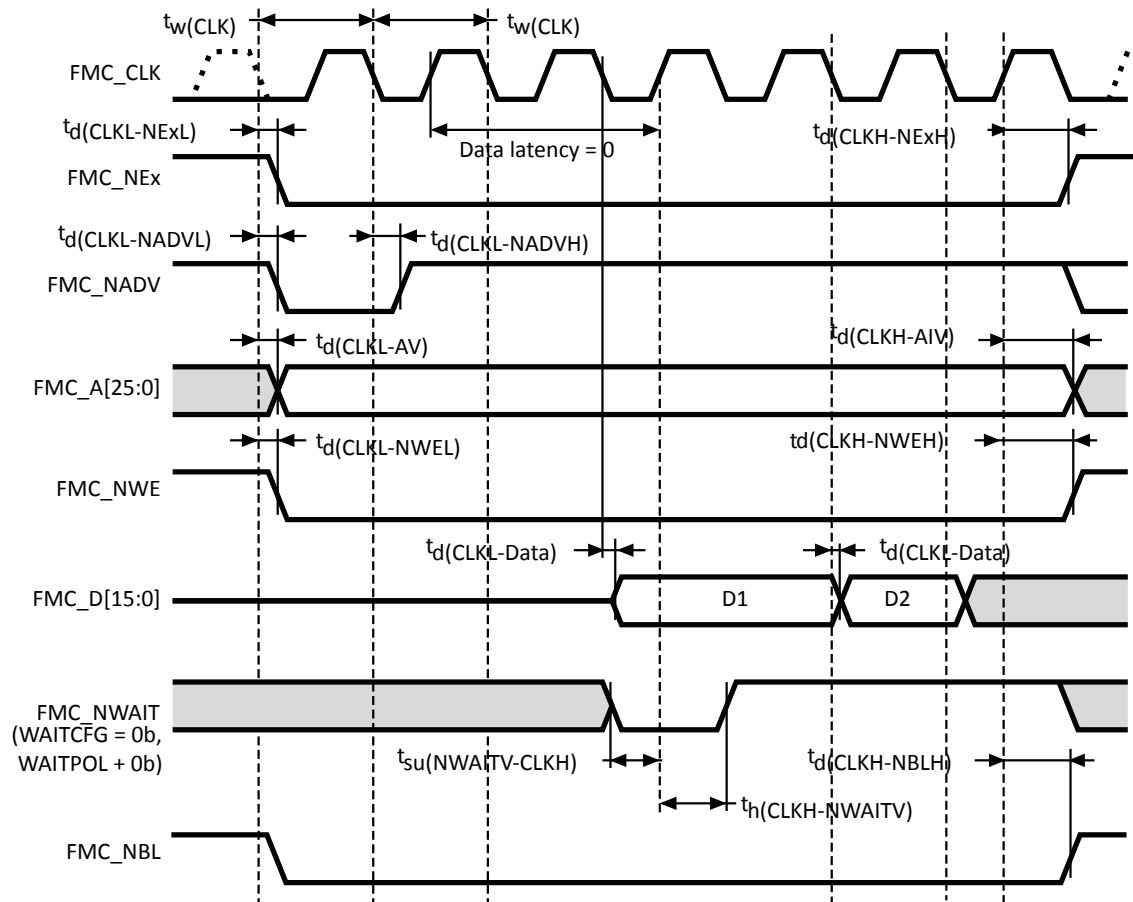 tw(CLK) tw(CLK)
FMC_CLK
td(CLKL-NExL) Data latency = 0 td(CLKH-NExH)
FMC_NEx
td(CLKL-NADVL) td(CLKL-NADVH)
FMC_NADV
td(CLKL-AV) td(CLKH-AIV)
FMC_A[25:0]
td(CLKL-NWEL) td(CLKH-NWEH)
FMC_NWE
td(CLKL-Data) td(CLKL-Data)
FMC_D[15:0] D1 D2
FMC_NWAIT
(WAITCFG = 0b,
WAITPOL + 0b) tsu(NWAITV-CLKH) td(CLKH-NBLH)
th(CLKH-NWAITV)
FMC_NBL